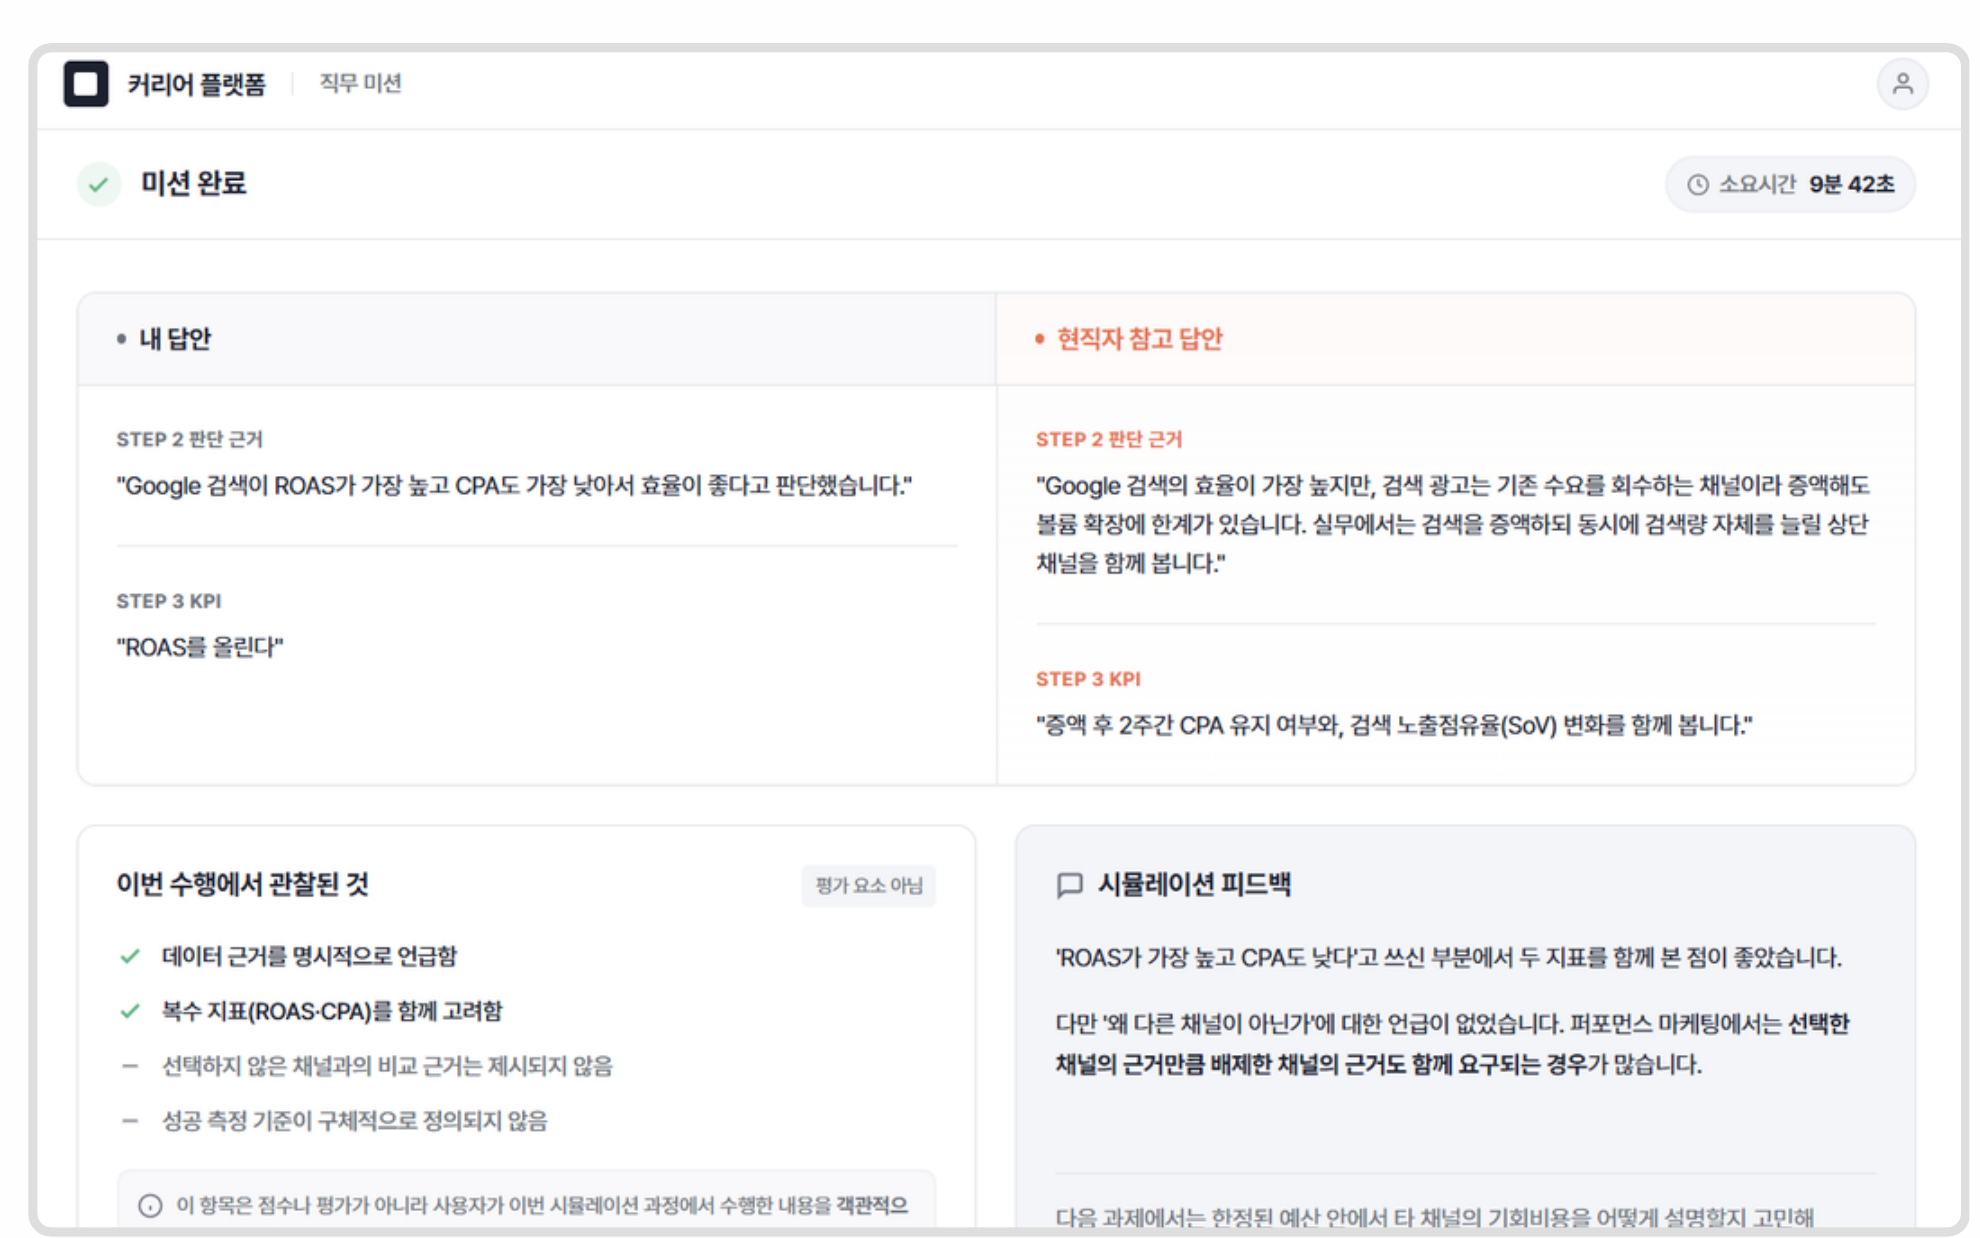 커리어 플랫폼
직무 미션
미션 완료
소요시간 9분 42초
내 답안
STEP 2 판단 근거
"Google 검색이 ROAS가 가장 높고 CPA도 가장 낮아서 효율이 좋다고 판단했습니다."
STEP 3 KPI
"ROAS를 올린다"
현직자 참고 답안
STEP 2 판단 근거
"Google 검색의 효율이 가장 높지만, 검색 광고는 기존 수요를 회수하는 채널이라 증액해도
볼륨 확장에 한계가 있습니다. 실무에서는 검색을 증액하되 동시에 검색량 자체를 늘릴 상단
채널을 함께 봅니다."
STEP 3 KPI
"증액 후 2주간 CPA 유지 여부와, 검색 노출점유율(SoV) 변화를 함께 봅니다."
이번 수행에서 관찰된 것
평가 요소 아님
데이터 근거를 명시적으로 언급함
복수 지표(ROAS·CPA)를 함께 고려함
선택하지 않은 채널과의 비교 근거는 제시되지 않음
성공 측정 기준이 구체적으로 정의되지 않음
이 항목은 점수나 평가가 아니라 사용자가 이번 시뮬레이션 과정에서 수행한 내용을 객관적으
시뮬레이션 피드백
'ROAS가 가장 높고 CPA도 낮다'고 쓰신 부분에서 두 지표를 함께 본 점이 좋았습니다.
다만 '왜 다른 채널이 아닌가'에 대한 언급이 없었습니다. 퍼포먼스 마케팅에서는 선택한
채널의 근거만큼 배제한 채널의 근거도 함께 요구되는 경우가 많습니다.
다음 과제에서는 한정된 예산 안에서 타 채널의 기회비용을 어떻게 설명할지 고민해